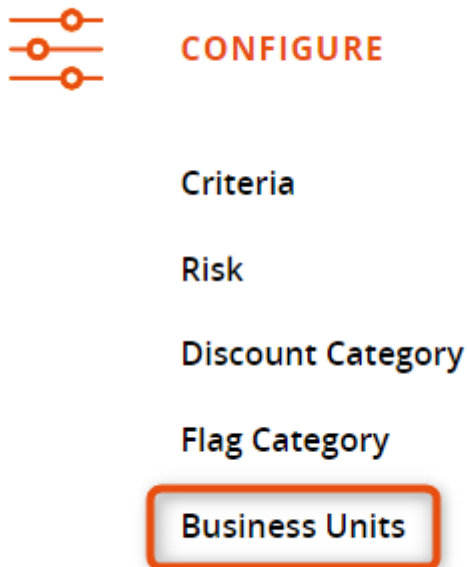 CONFIGURE
Criteria
Risk
Discount Category
Flag Category
Business Units